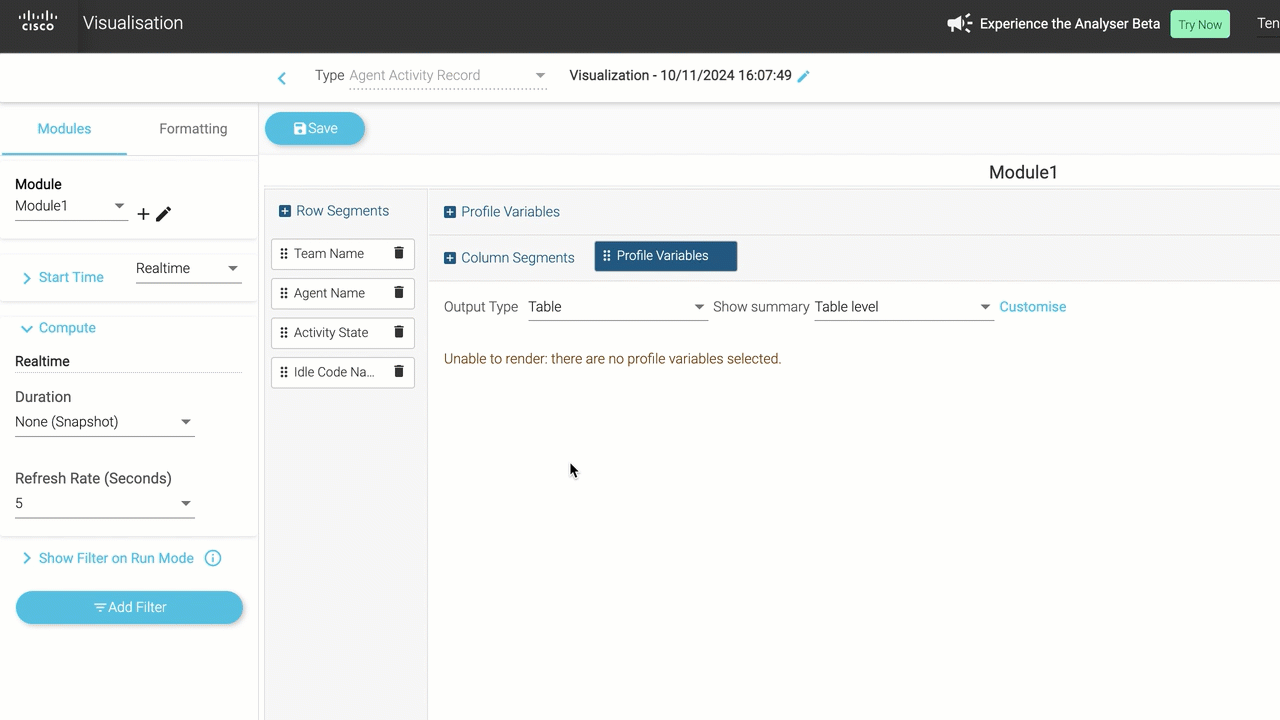 cisco
Visualisation
Experience the Analyser Beta
Try Now
Ten
Type Agent Activity Record
Visualization - 10/11/2024 16:07:49
Modules
Formatting
Save
Module1
Module
Module1
Row Segments
Profile Variables
Team Name
Column Segments
Profile Variables
Start Time
Realtime
Agent Name
Output Type Table
Show summary Table level
Customise
Compute
Activity State
Realtime
Unable to render: there are no profile variables selected.
Idle Code Na...
Duration
None (Snapshot)
Refresh Rate (Seconds)
5
Show Filter on Run Mode
Add Filter